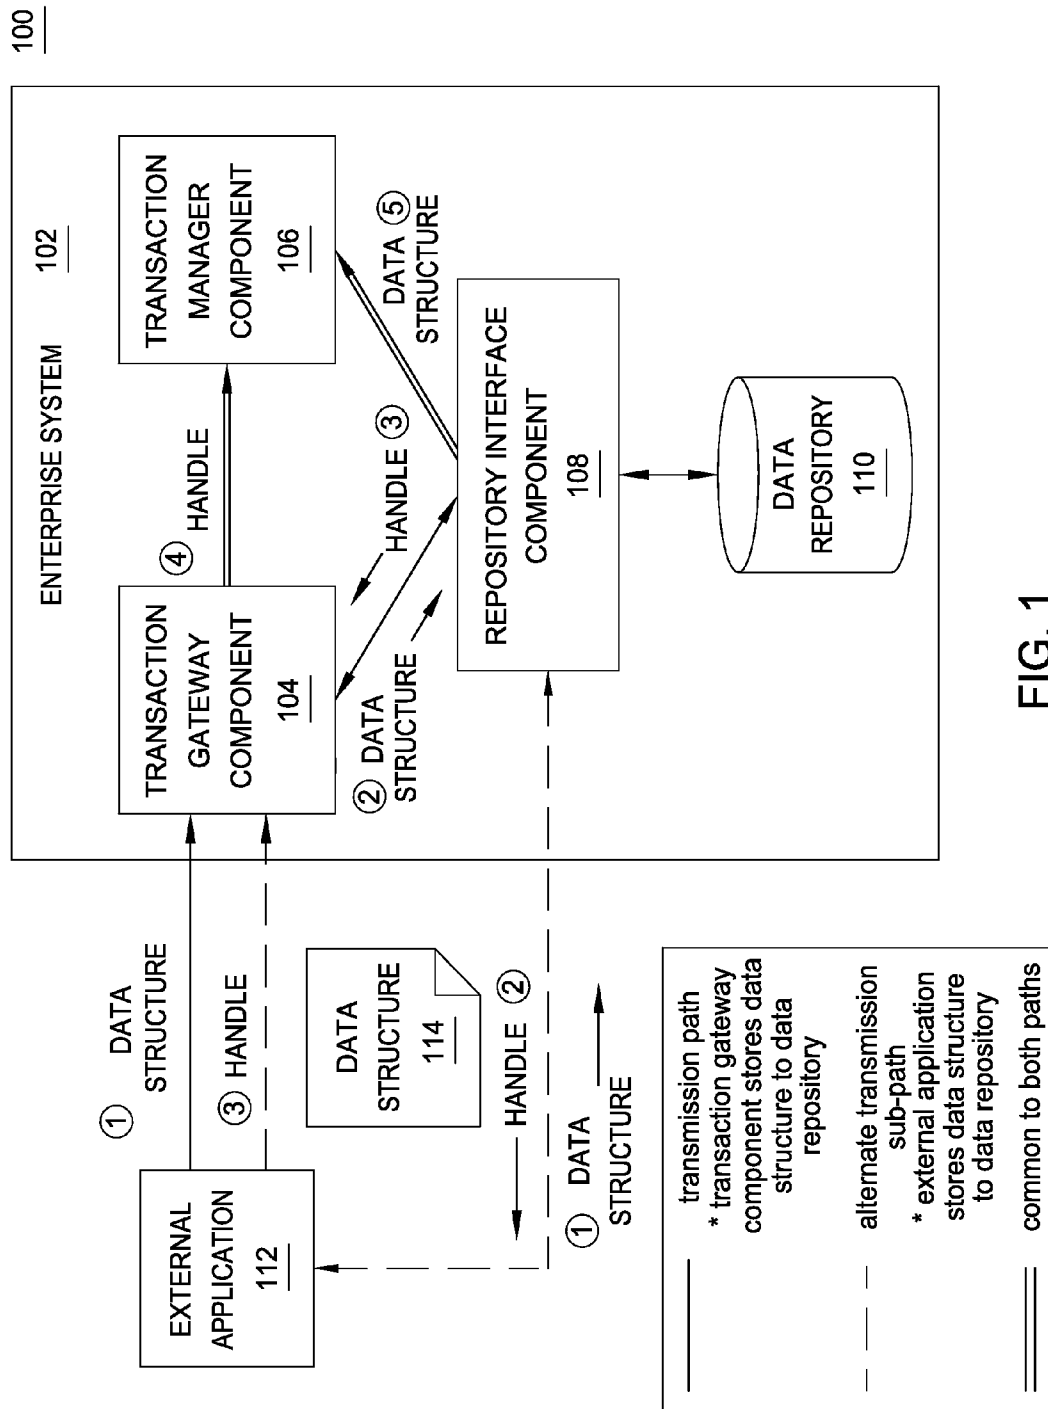 100
ENTERPRISE SYSTEM
102
① DATA
STRUCTURE
③ HANDLE
EXTERNAL
APPLICATION
112
TRANSACTION
GATEWAY
COMPONENT
104
④
HANDLE
TRANSACTION
MANAGER
COMPONENT
106
DATA
STRUCTURE
114
② DATA
STRUCTURE
HANDLE ③
DATA ⑤
STRUCTURE
HANDLE ②
① DATA
STRUCTURE
REPOSITORY INTERFACE
COMPONENT
108
DATA
REPOSITORY
110
transmission path
* transaction gateway
component stores data
structure to data
repository
alternate transmission
sub-path
* external application
stores data structure
to data repository
common to both paths
FIG. 1